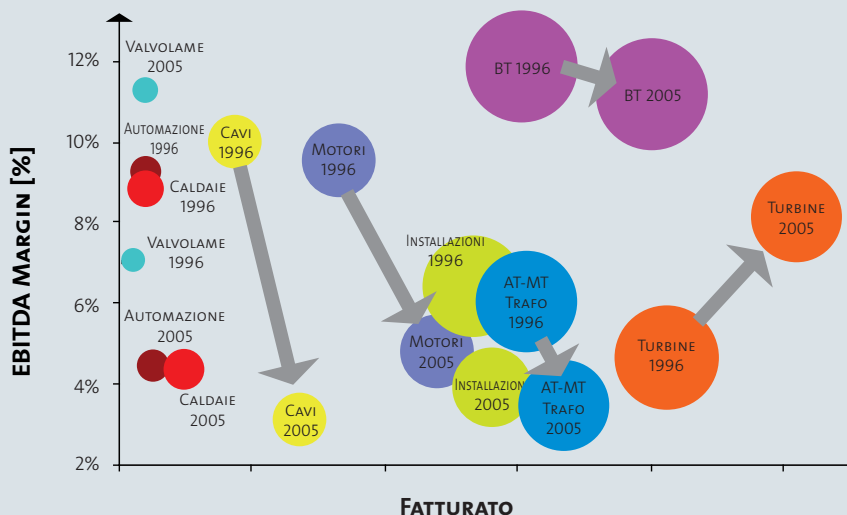 VALVOLAME
2005
12%
BT 1996
BT 2005
AUTOMAZIONE
1996
10%
CAVI
1996
MOTORI
1996
CALDAIE
1996
8%
TURBINE
2005
VALVOLAME
1996
INSTALLAZIONI
1996
AT-MT
TRAFO
1996
6%
AUTOMAZIONE
2005
MOTORI
2005
TURBINE
1996
4%
CALDAIE
2005
CAVI
2005
INSTALLAZIONI
2005
AT-MT
TRAFO
2005
2%
EBITDA MARGIN [%]
FATTURATO